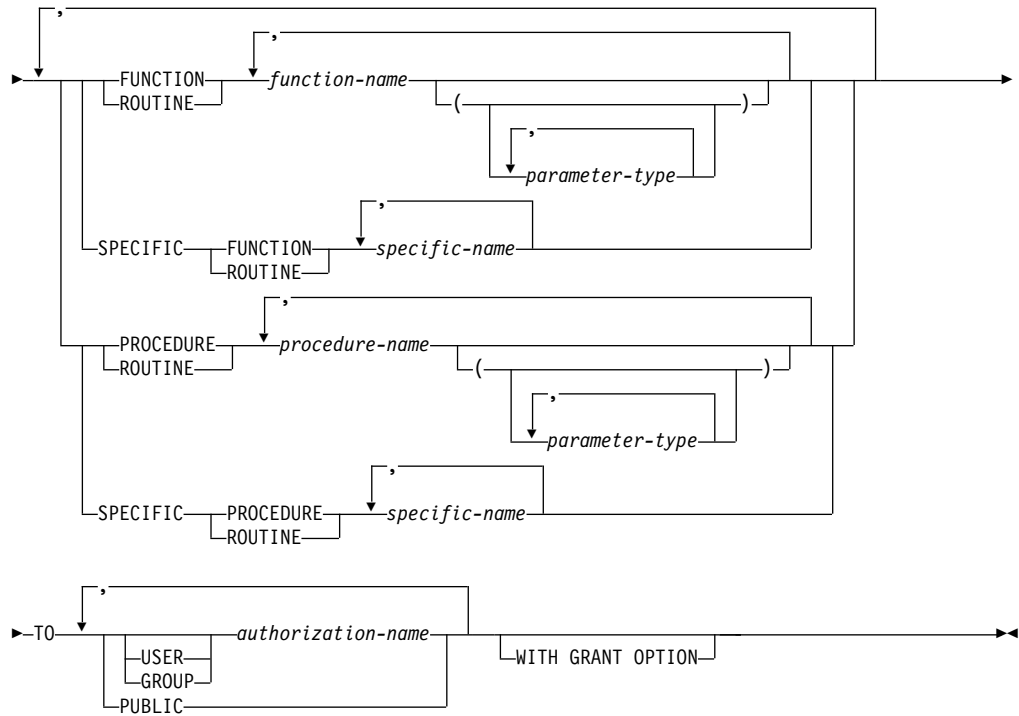 ,
,
FUNCTION function-name
ROUTINE ( )
,
parameter-type
,
SPECIFIC FUNCTION specific-name
ROUTINE
,
PROCEDURE procedure-name
ROUTINE ( )
,
parameter-type
,
SPECIFIC PROCEDURE specific-name
ROUTINE
,
TO authorization-name
USER WITH GRANT OPTION
GROUP
PUBLIC